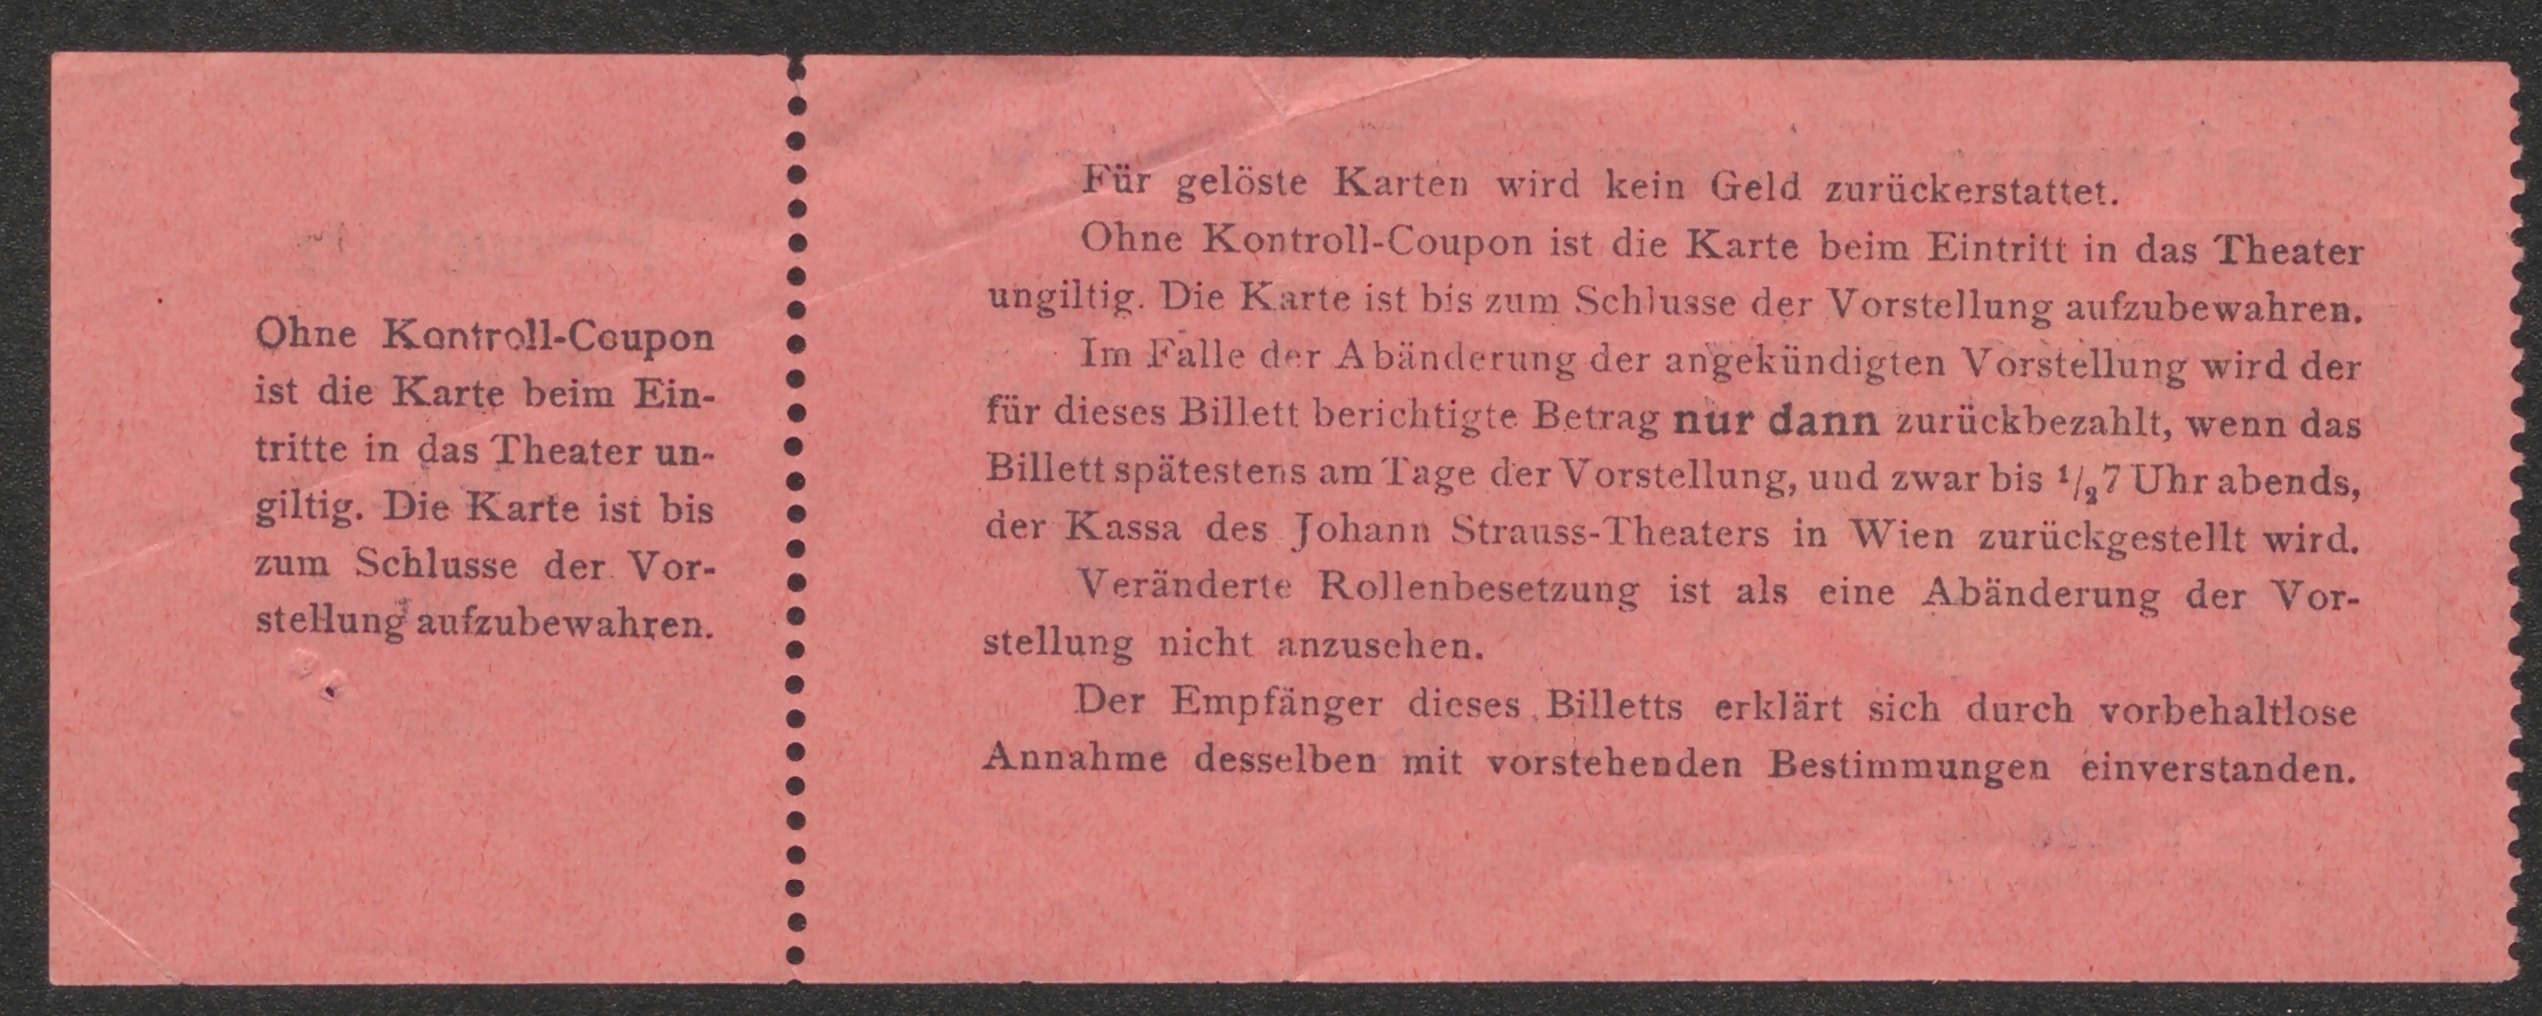 Ohne Kontroll-Coupon
ist die Karte beim Ein-
tritte in das Theater un-
giltig. Die Karte ist bis
zum Schlusse der Vor-
stellung aufzubewahren.
Für gelöste Karten wird kein Geld zurückerstattet.
Ohne Kontroll-Coupon ist die Karte beim Eintritt in das Theater
ungiltig. Die Karte ist bis zum Schlusse der Vorstellung aufzubewahren.
Im Falle der Abänderung der angekündigten Vorstellung wird der
für dieses Billett berichtigte Betrag nur dann zurückbezahlt, wenn das
Billett spätestens am Tage der Vorstellung, und zwar bis 1/27 Uhr abends,
der Kassa des Johann Strauss-Theaters in Wien zurückgestellt wird.
Veränderte Rollenbesetzung ist als eine Abänderung der Vor-
stellung nicht anzusehen.
Der Empfänger dieses Billetts erklärt sich durch vorbehaltlose
Annahme desselben mit vorstehenden Bestimmungen einverstanden.